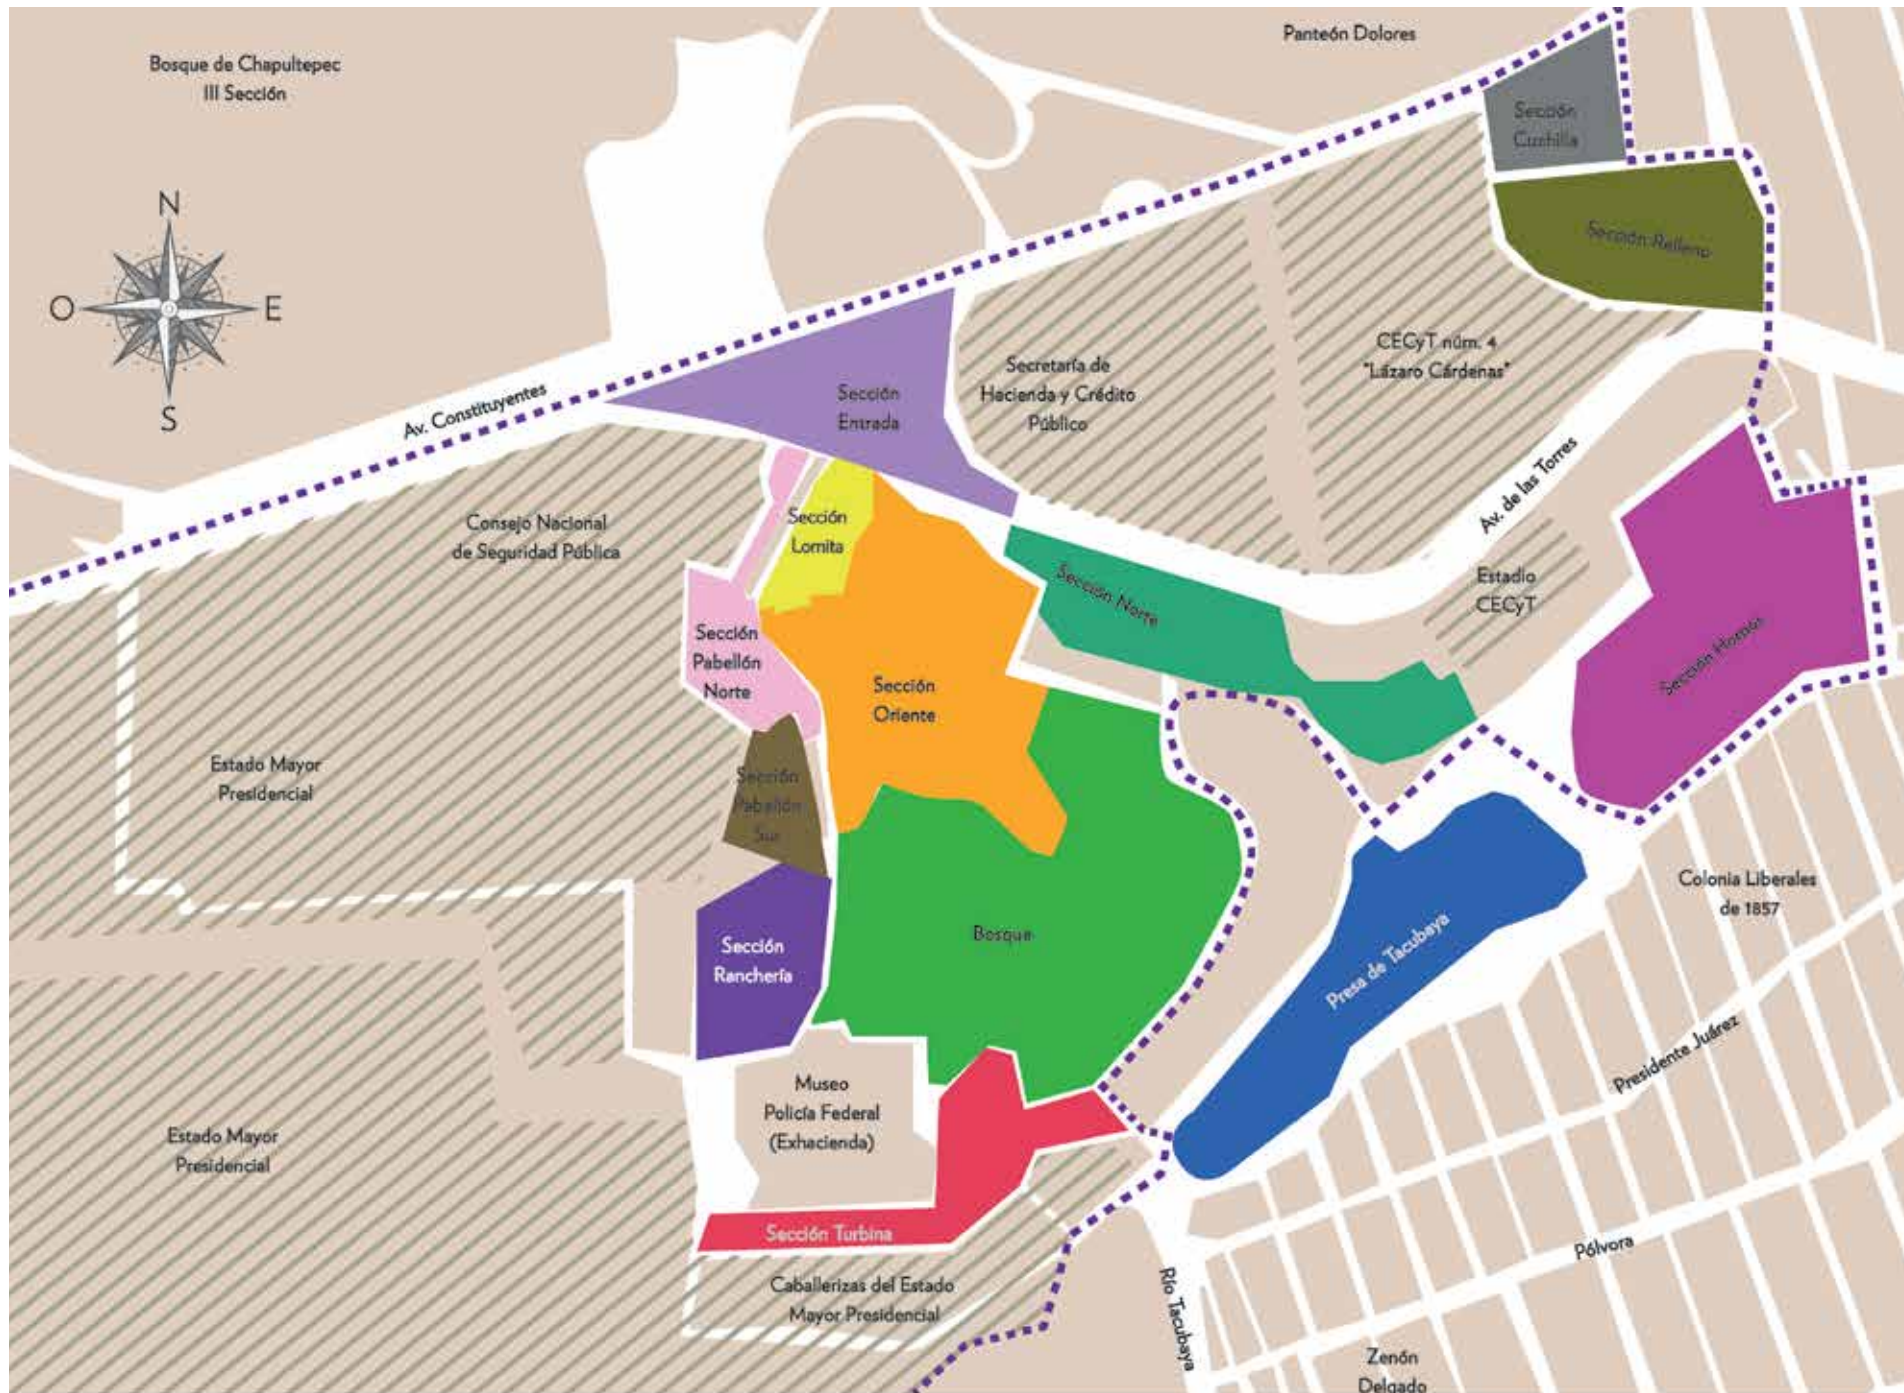 Bosque de Chapultepec
III Sección
Panteón Dolores
Sección
Cuchilla
N
O
E
S
Sección Relleno
Av. Constituyentes
Sección
Entrada
Secretaría de
Hacienda y Crédito
Público
CECyT núm. 4
"Lázaro Cárdenas"
Av. de las Torres
Consejo Nacional
de Seguridad Pública
Sección
Lomita
Sección Norte
Estadio
CECyT
Sección Hornos
Sección
Pabellón
Norte
Sección
Oriente
Estado Mayor
Presidencial
Sección
Pabellón
Sur
Colonia Liberales
de 1857
Bosque
Sección
Ranchería
Presa de Tacubaya
Presidente Juárez
Museo
Policía Federal
(Exhacienda)
Estado Mayor
Presidencial
Sección Turbina
Pólvora
Caballerizas del Estado
Mayor Presidencial
Río Tacubaya
Zenón
Delgado